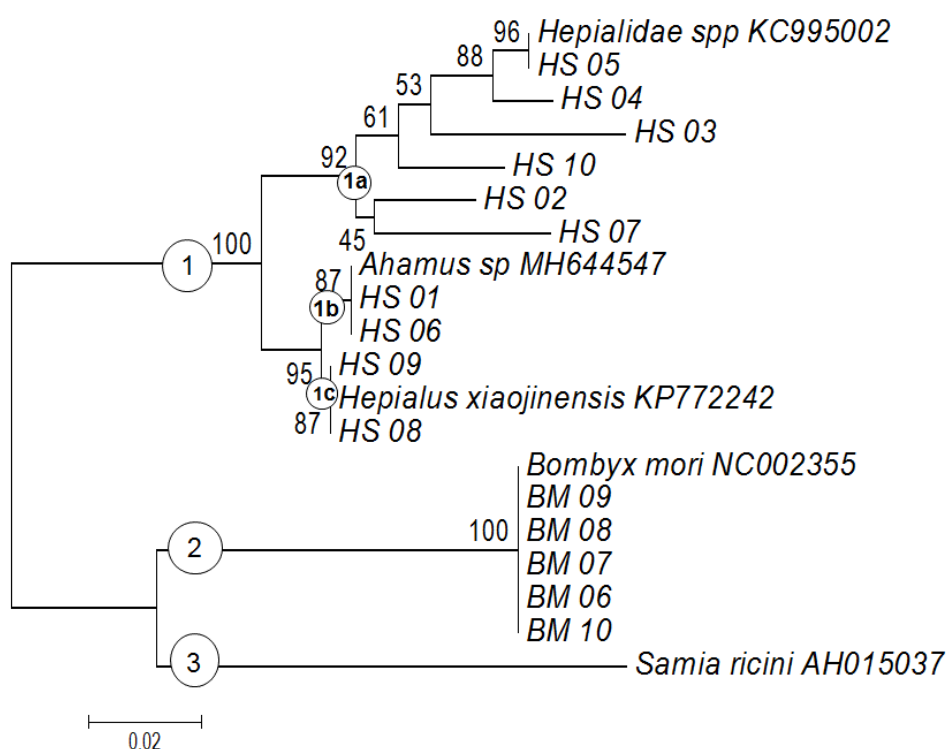 96
Hepialidae spp KC995002
HS 05
88
HS 04
53
HS 03
61
HS 10
92
1a
HS 02
HS 07
45
1
100
Ahamus sp MH644547
87
1b
HS 01
HS 06
HS 09
95
1c
Hepialus xiaojinensis KP772242
87
HS 08
Bombyx mori NC002355
BM 09
100
BM 08
2
BM 07
BM 06
BM 10
3
Samia ricini AH015037
0.02